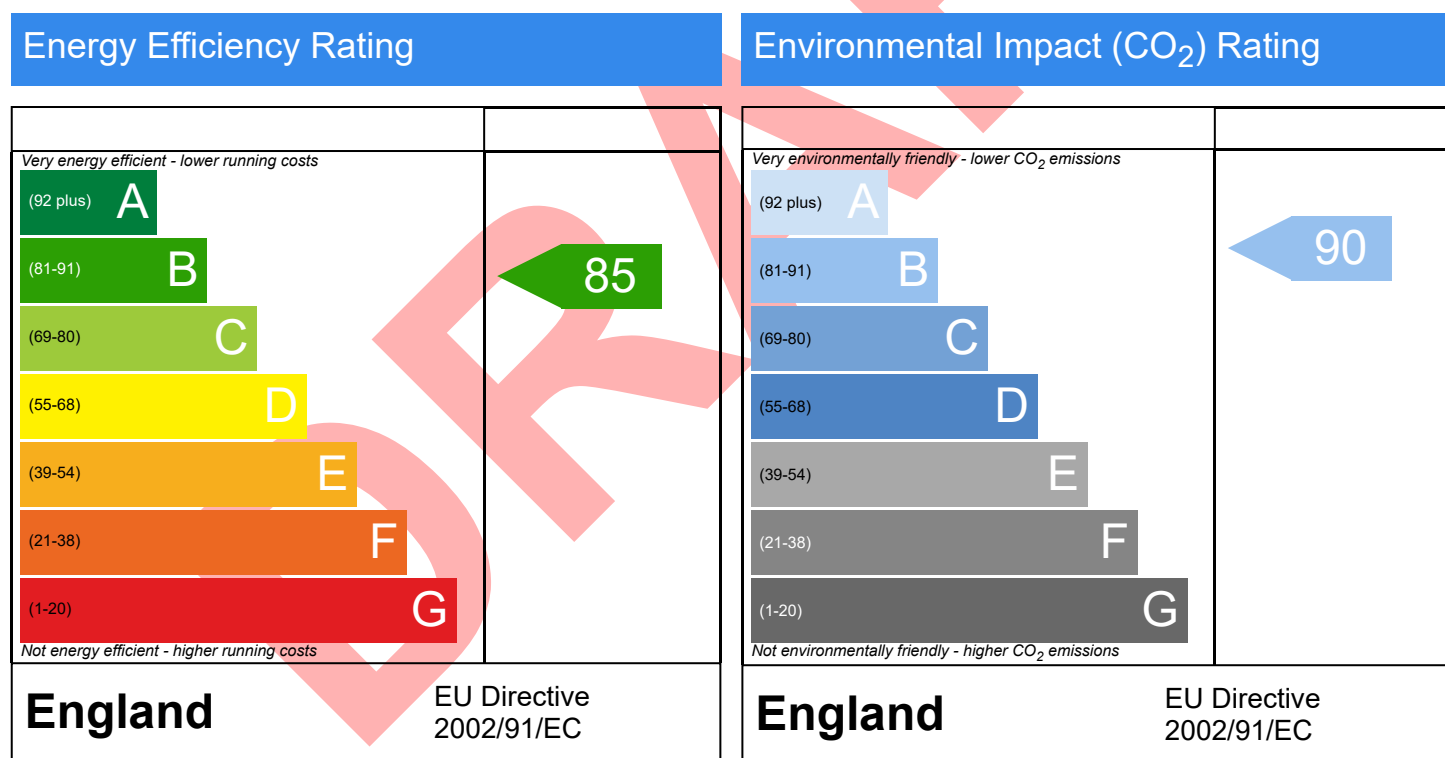 Energy Efficiency Rating
Very energy efficient - lower running costs
(92 plus) A
(81-91) B
(69-80) C
(55-68) D
(39-54) E
(21-38) F
(1-20) G
Not energy efficient - higher running costs
85
England
EU Directive
2002/91/EC
Environmental Impact (CO2) Rating
Very environmentally friendly - lower CO2 emissions
(92 plus) A
(81-91) B
(69-80) C
(55-68) D
(39-54) E
(21-38) F
(1-20) G
Not environmentally friendly - higher CO2 emissions
90
England
EU Directive
2002/91/EC
DRA